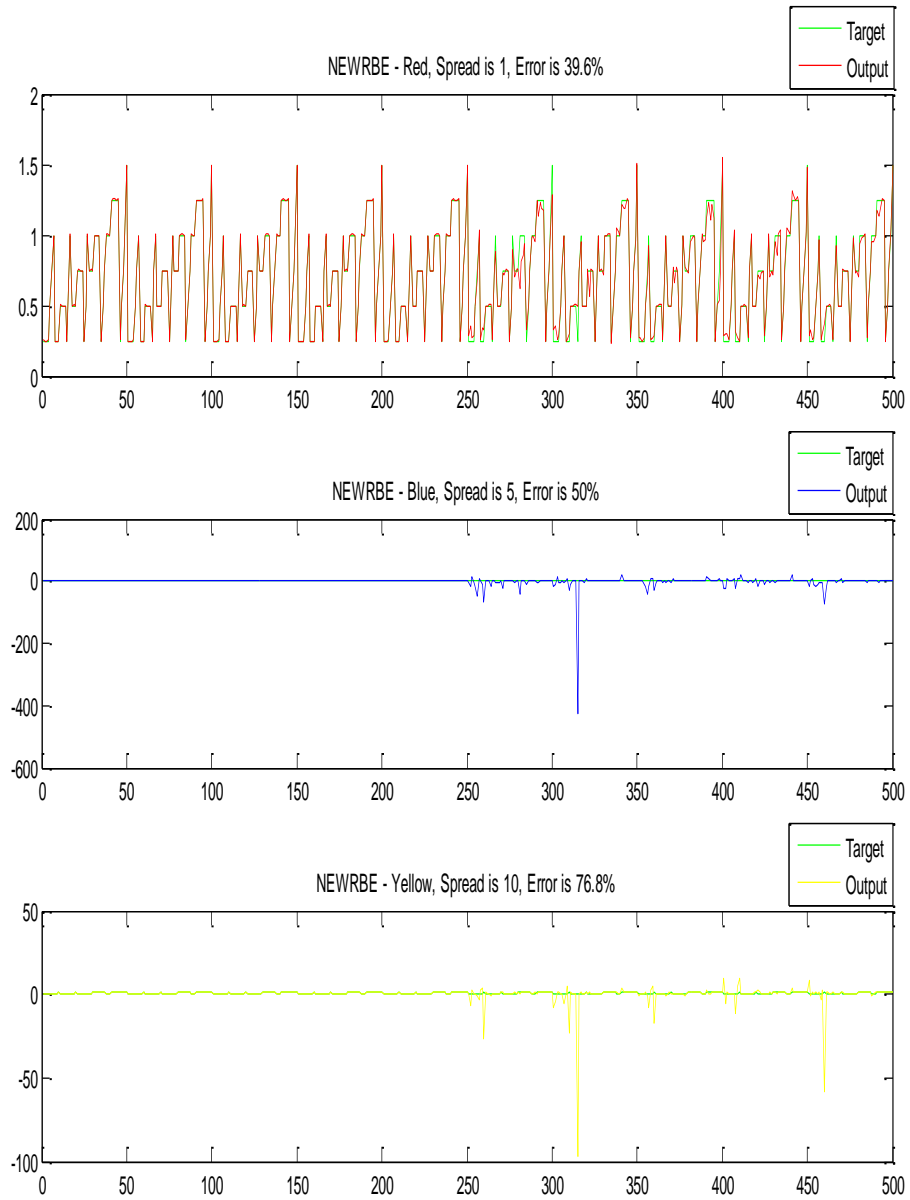 Target
Output
NEWRBE - Red, Spread is 1, Error is 39.6%
2
1.5
1
0.5
0
0 50 100 150 200 250 300 350 400 450 500
Target
Output
NEWRBE - Blue, Spread is 5, Error is 50%
200
0
-200
-400
-600
0 50 100 150 200 250 300 350 400 450 500
Target
Output
NEWRBE - Yellow, Spread is 10, Error is 76.8%
50
0
-50
-100
0 50 100 150 200 250 300 350 400 450 500